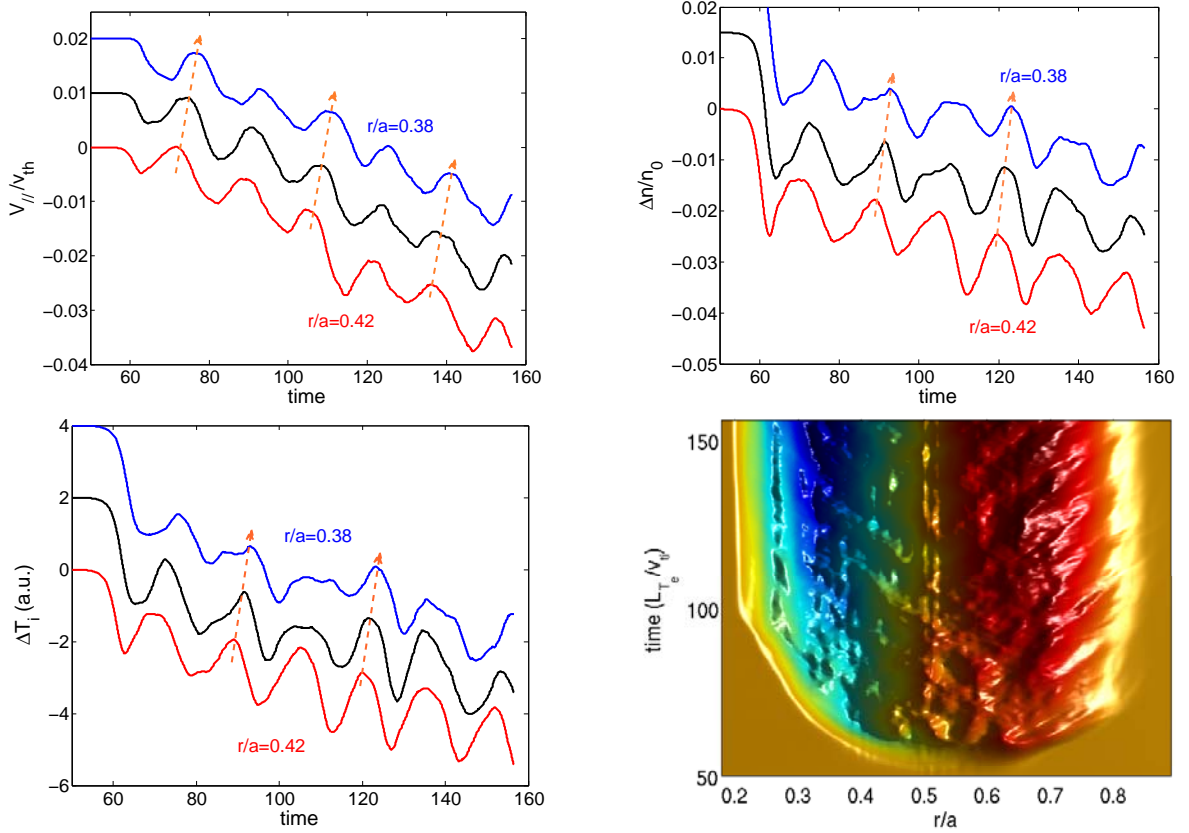 0.02
0.01
0
−0.01
−0.02
−0.03
−0.04
V///vth
r/a=0.38
r/a=0.42
60 80 100 120 140 160
time
0.02
0.01
0
−0.01
−0.02
−0.03
−0.04
−0.05
Δn/n0
r/a=0.38
r/a=0.42
60 80 100 120 140 160
time
4
2
0
−2
−4
−6
ΔTi (a.u.)
r/a=0.38
r/a=0.42
60 80 100 120 140 160
time
150
100
50
time (LTe/vti)
0.2 0.3 0.4 0.5 0.6 0.7 0.8
r/a